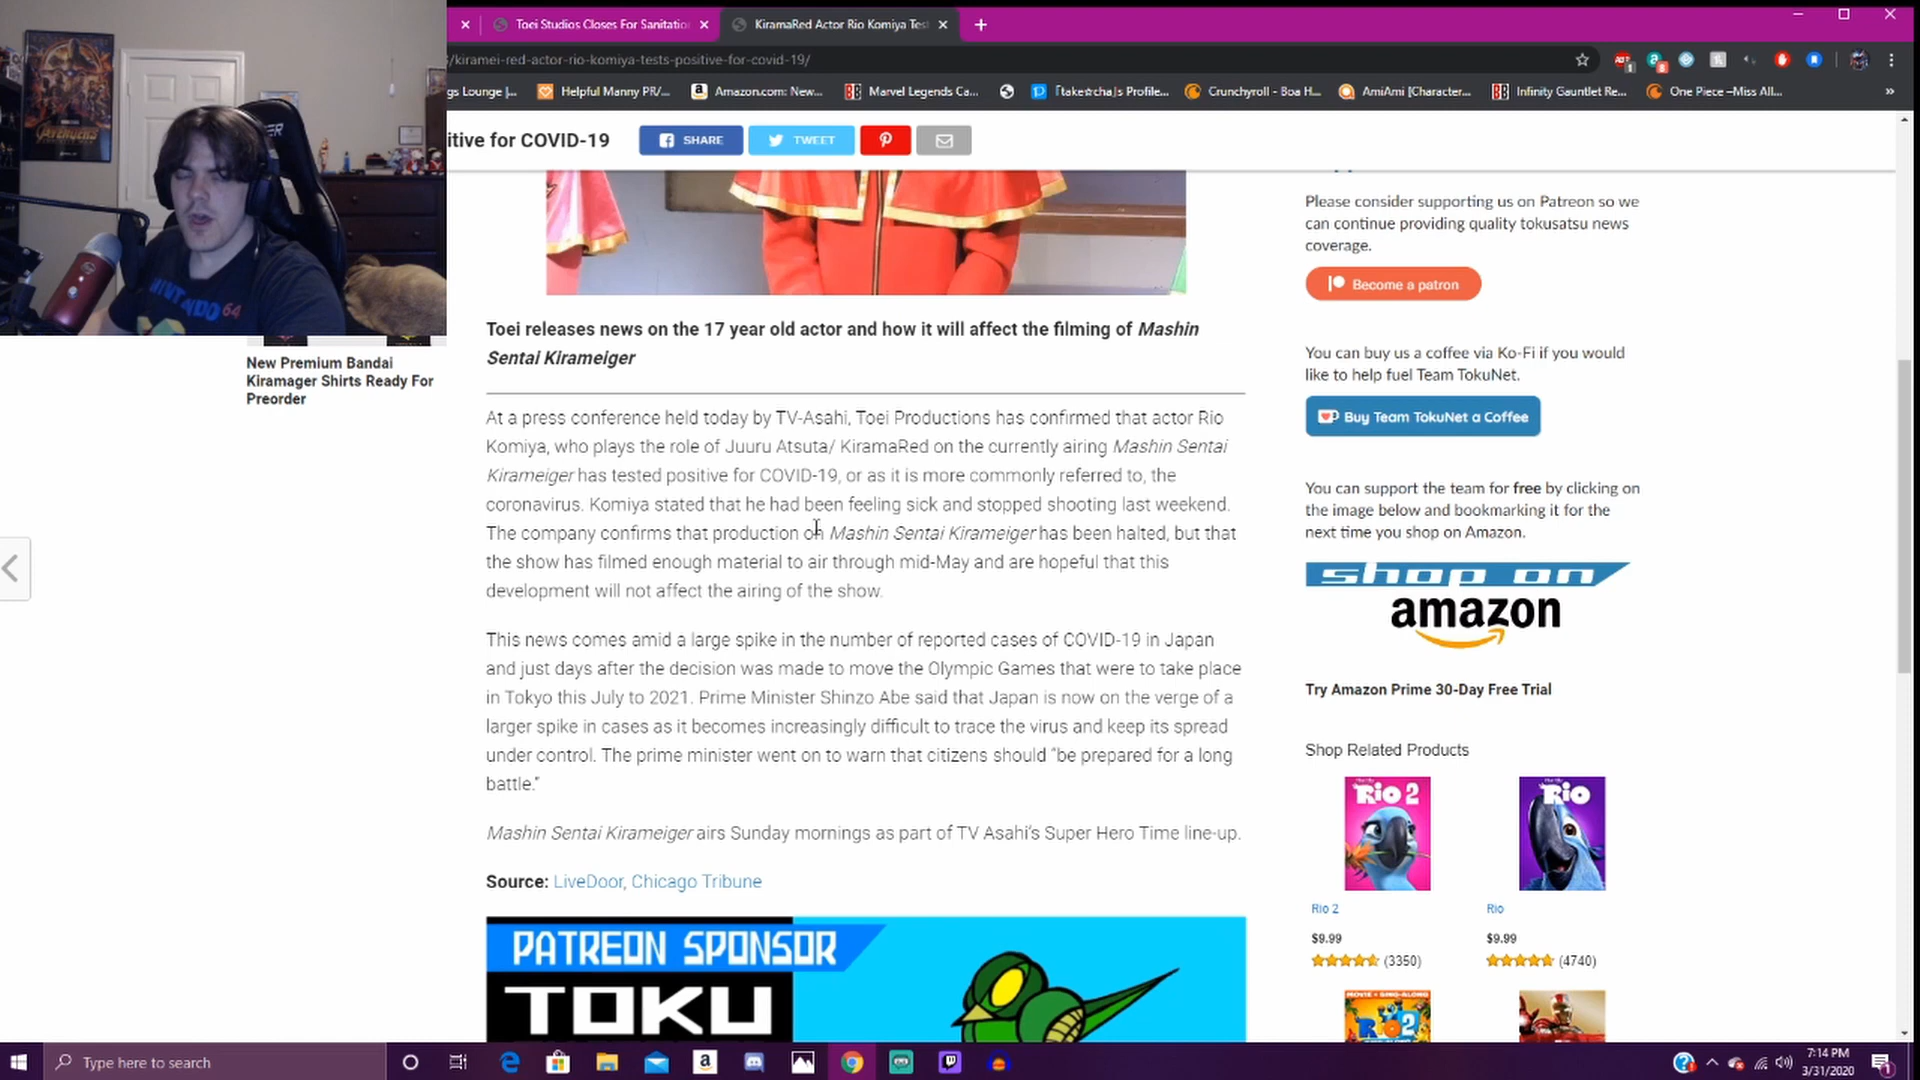 Toei Studios Closes For Sanitatio
KiramaRed Actor Rio Komiya Tes
/kiramei-red-actor-rio-komiya-tests-positive-for-covid-19/
gs Lounge |...
Helpful Manny PR/...
Amazon.com: New...
Marvel Legends Ca...
Crunchyroll - Boa H...
AmiAmi [Character...
Infinity Gauntlet Re...
One Piece –Miss All...
»
itive for COVID-19
SHARE
TWEET
AVENGERS
NINTENDO 64
New Premium Bandai
Kiramager Shirts Ready For
Preorder
Toei releases news on the 17 year old actor and how it will affect the filming of Mashin
Sentai Kirameiger
At a press conference held today by TV-Asahi, Toei Productions has confirmed that actor Rio
Komiya, who plays the role of Juuru Atsuta/ KiramaRed on the currently airing Mashin Sentai
Kirameiger has tested positive for COVID-19, or as it is more commonly referred to, the
coronavirus. Komiya stated that he had been feeling sick and stopped shooting last weekend.
The company confirms that production on Mashin Sentai Kirameiger has been halted, but that
the show has filmed enough material to air through mid-May and are hopeful that this
development will not affect the airing of the show.
This news comes amid a large spike in the number of reported cases of COVID-19 in Japan
and just days after the decision was made to move the Olympic Games that were to take place
in Tokyo this July to 2021. Prime Minister Shinzo Abe said that Japan is now on the verge of a
larger spike in cases as it becomes increasingly difficult to trace the virus and keep its spread
under control. The prime minister went on to warn that citizens should “be prepared for a long
battle.”
Mashin Sentai Kirameiger airs Sunday mornings as part of TV Asahi’s Super Hero Time line-up.
Source: LiveDoor, Chicago Tribune
PATREON SPONSOR
TOKU
Please consider supporting us on Patreon so we
can continue providing quality tokusatsu news
coverage.
Become a patron
You can buy us a coffee via Ko-Fi if you would
like to help fuel Team TokuNet.
Buy Team TokuNet a Coffee
You can support the team for free by clicking on
the image below and bookmarking it for the
next time you shop on Amazon.
shop on
amazon
Try Amazon Prime 30-Day Free Trial
Shop Related Products
Rio 2
Rio
Rio 2
Rio
$9.99
$9.99
(3350)
(4740)
MOVIE + SING-ALONG
Rio 2
Type here to search
7:14 PM
3/31/2020